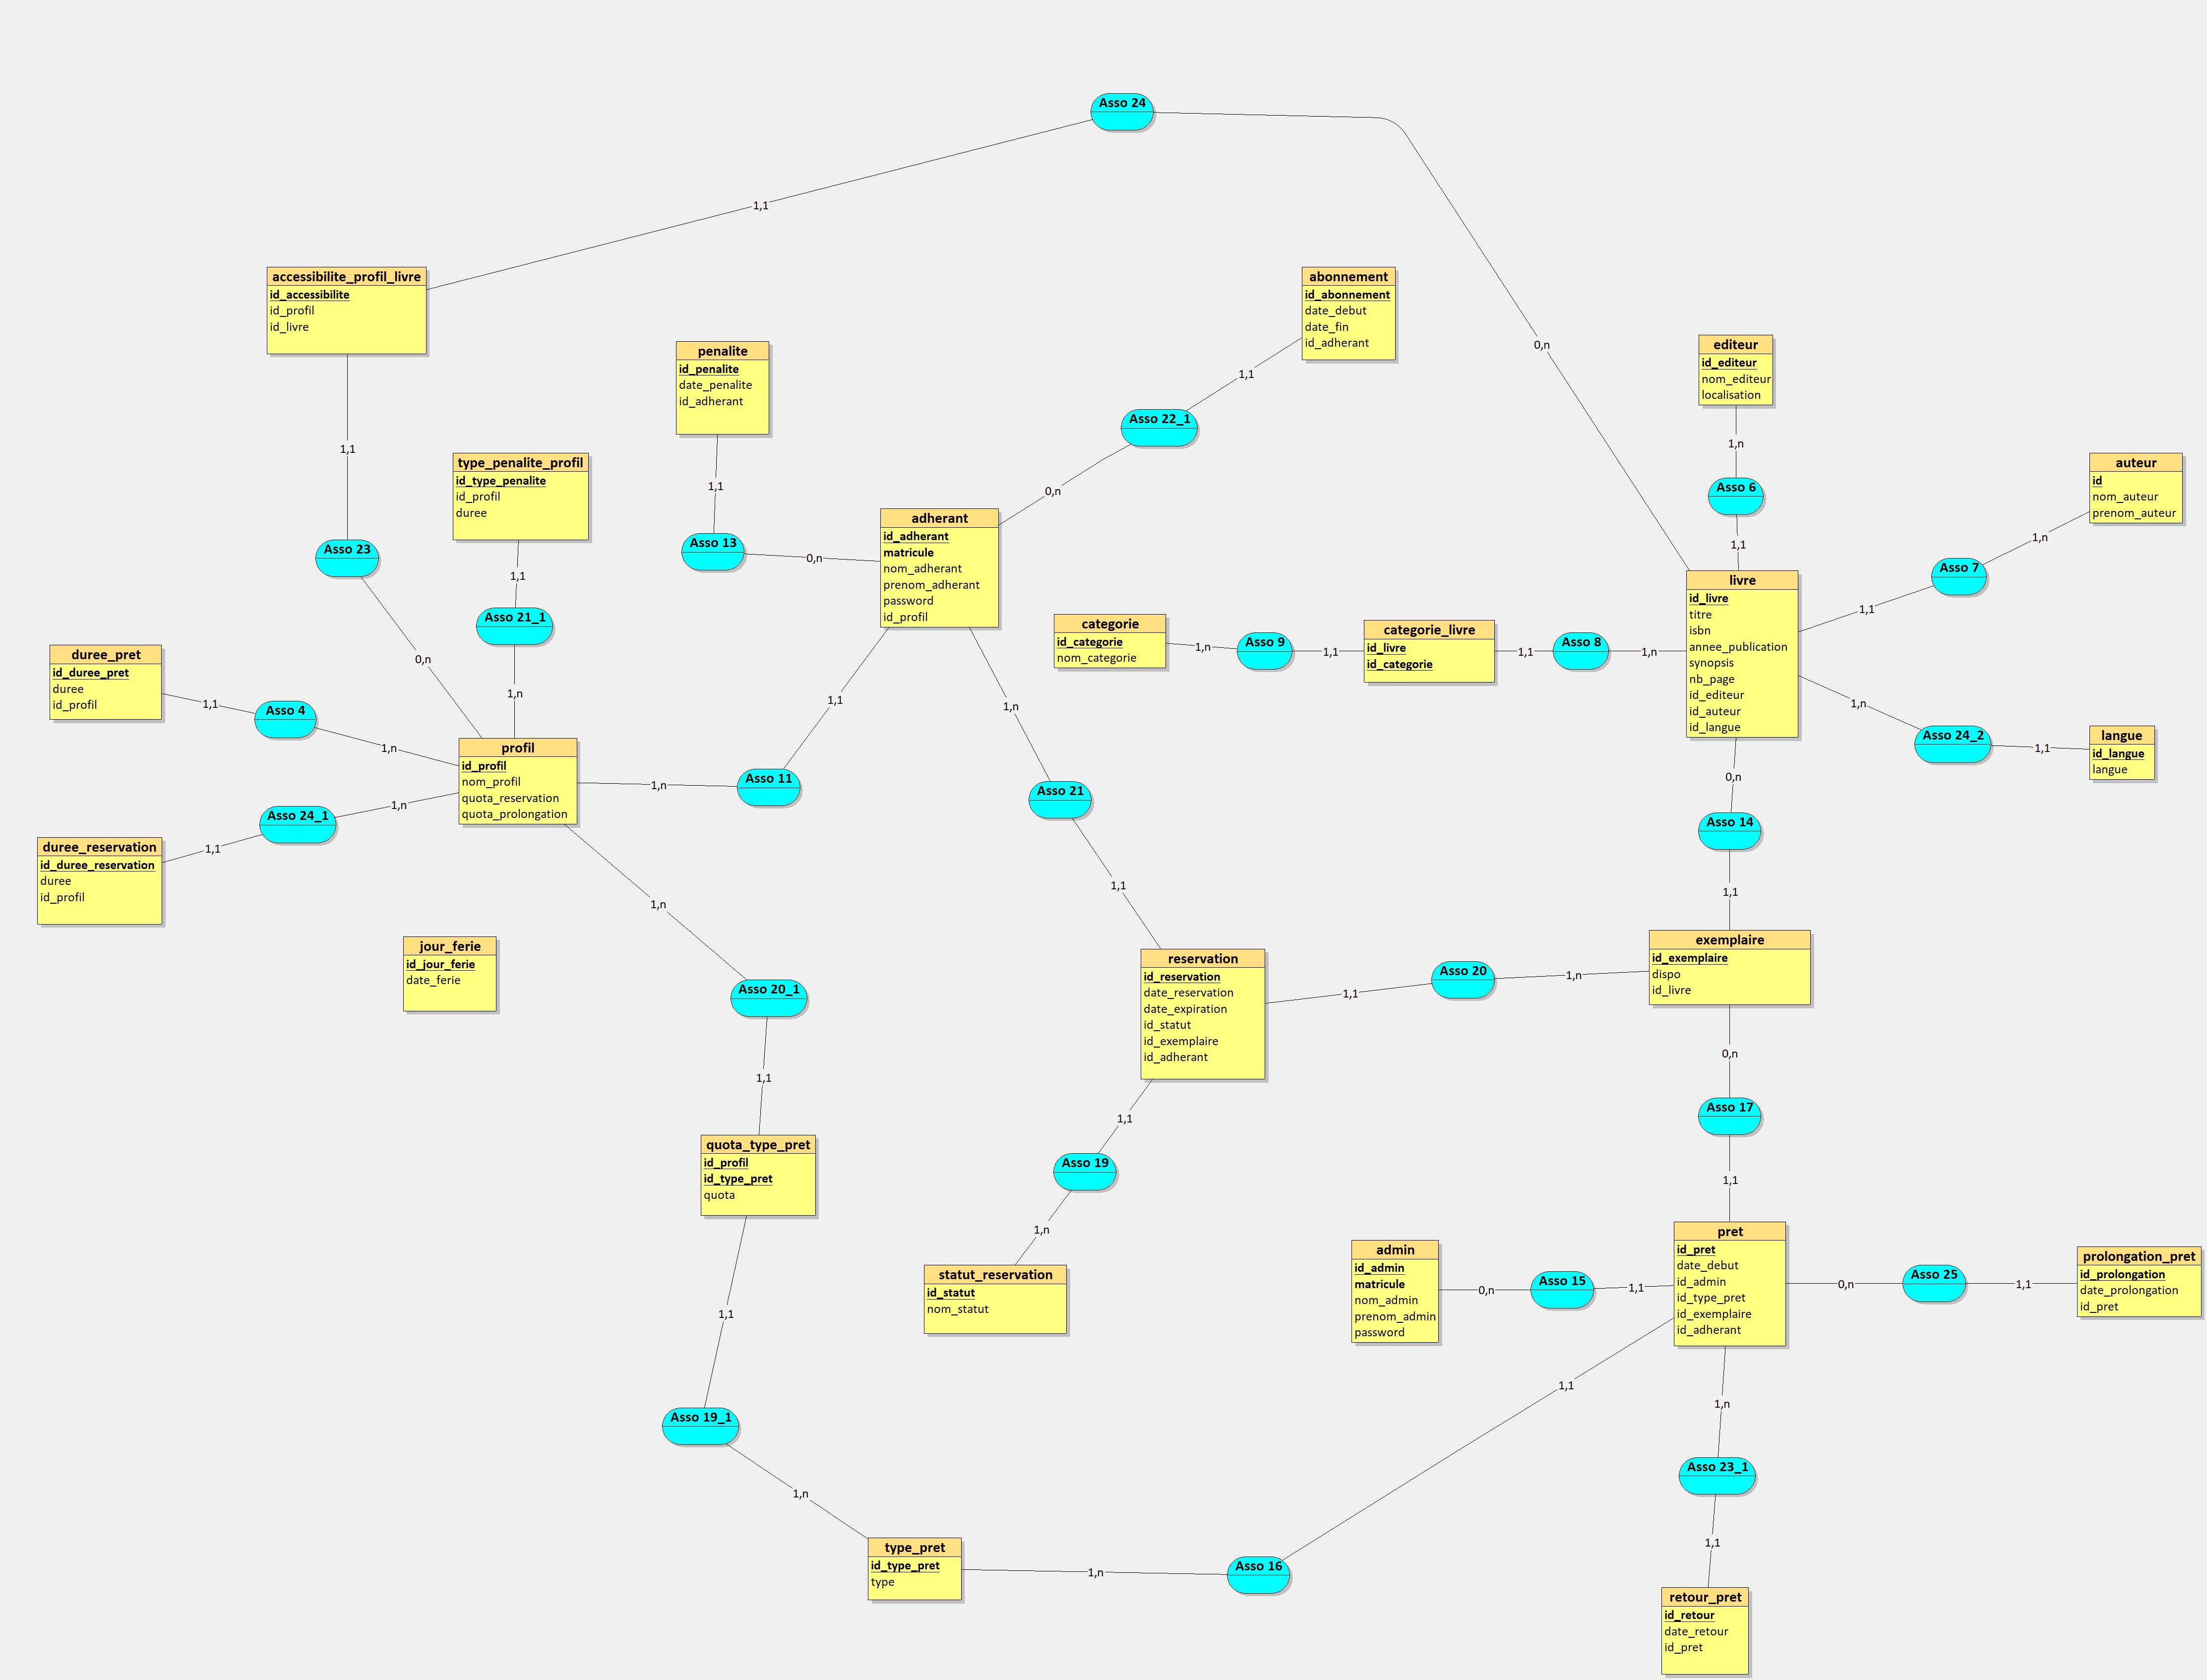 Asso 24
1,1
0,n
accessibilite_profil_livre
id_accessibilite
id_profil
id_livre
1,1
Asso 23
0,n
penalite
id_penalite
date_penalite
id_adherant
1,1
Asso 13
0,n
abonnement
id_abonnement
date_debut
date_fin
id_adherant
1,1
Asso 22_1
0,n
editeur
id_editeur
nom_editeur
localisation
1,n
Asso 6
1,1
auteur
id
nom_auteur
prenom_auteur
1,n
Asso 7
1,1
type_penalite_profil
id_type_penalite
id_profil
duree
1,1
Asso 21_1
1,n
adherant
id_adherant
matricule
nom_adherant
prenom_adherant
password
id_profil
1,1
1,n
categorie
id_categorie
nom_categorie
1,n
Asso 9
1,1
categorie_livre
id_livre
id_categorie
1,1
Asso 8
1,n
livre
id_livre
titre
isbn
annee_publication
synopsis
nb_page
id_editeur
id_auteur
id_langue
1,n
Asso 24_2
1,1
langue
id_langue
langue
duree_pret
id_duree_pret
duree
id_profil
1,1
Asso 4
1,n
profil
id_profil
nom_profil
quota_reservation
quota_prolongation
1,n
Asso 11
Asso 21
1,1
0,n
Asso 14
1,1
1,n
Asso 24_1
1,1
duree_reservation
id_duree_reservation
duree
id_profil
1,n
jour_ferie
id_jour_ferie
date_ferie
Asso 20_1
1,1
reservation
id_reservation
date_reservation
date_expiration
id_statut
id_exemplaire
id_adherant
1,1
Asso 20
1,n
exemplaire
id_exemplaire
dispo
id_livre
0,n
Asso 17
1,1
quota_type_pret
id_profil
id_type_pret
quota
1,1
1,1
Asso 19
1,n
statut_reservation
id_statut
nom_statut
admin
id_admin
matricule
nom_admin
prenom_admin
password
0,n
Asso 15
1,1
pret
id_pret
date_debut
id_admin
id_type_pret
id_exemplaire
id_adherant
0,n
Asso 25
1,1
prolongation_pret
id_prolongation
date_prolongation
id_pret
1,1
1,n
Asso 19_1
1,n
Asso 23_1
1,1
type_pret
id_type_pret
type
1,n
Asso 16
retour_pret
id_retour
date_retour
id_pret